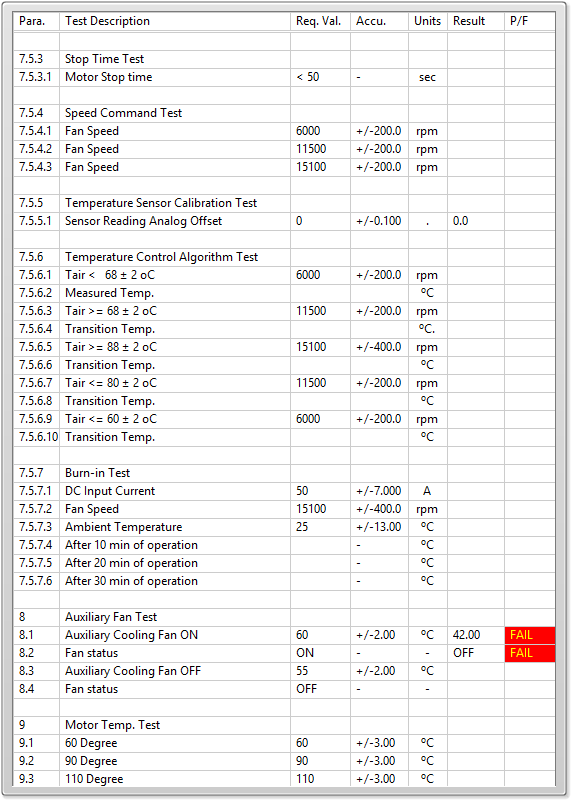 Para. Test Description Req. Val. Accu. Units Result P/F
7.5.3 Stop Time Test
7.5.3.1 Motor Stop time < 50 - sec
7.5.4 Speed Command Test
7.5.4.1 Fan Speed 6000 +/-200.0 rpm
7.5.4.2 Fan Speed 11500 +/-200.0 rpm
7.5.4.3 Fan Speed 15100 +/-200.0 rpm
7.5.5 Temperature Sensor Calibration Test
7.5.5.1 Sensor Reading Analog Offset 0 +/-0.100 . 0.0
7.5.6 Temperature Control Algorithm Test
7.5.6.1 Tair < 68 ± 2 oC 6000 +/-200.0 rpm
7.5.6.2 Measured Temp. ºC
7.5.6.3 Tair >= 68 ± 2 oC 11500 +/-200.0 rpm
7.5.6.4 Transition Temp. ºC.
7.5.6.5 Tair >= 88 ± 2 oC 15100 +/-400.0 rpm
7.5.6.6 Transition Temp. ºC
7.5.6.7 Tair <= 80 ± 2 oC 11500 +/-200.0 rpm
7.5.6.8 Transition Temp. ºC
7.5.6.9 Tair <= 60 ± 2 oC 6000 +/-200.0 rpm
7.5.6.10 Transition Temp. ºC
7.5.7 Burn-in Test
7.5.7.1 DC Input Current 50 +/-7.000 A
7.5.7.2 Fan Speed 15100 +/-400.0 rpm
7.5.7.3 Ambient Temperature 25 +/-13.00 ºC
7.5.7.4 After 10 min of operation - ºC
7.5.7.5 After 20 min of operation - ºC
7.5.7.6 After 30 min of operation - ºC
8 Auxiliary Fan Test
8.1 Auxiliary Cooling Fan ON 60 +/-2.00 ºC 42.00 FAIL
8.2 Fan status ON - - OFF FAIL
8.3 Auxiliary Cooling Fan OFF 55 +/-2.00 ºC
8.4 Fan status OFF - -
9 Motor Temp. Test
9.1 60 Degree 60 +/-3.00 ºC
9.2 90 Degree 90 +/-3.00 ºC
9.3 110 Degree 110 +/-3.00 ºC